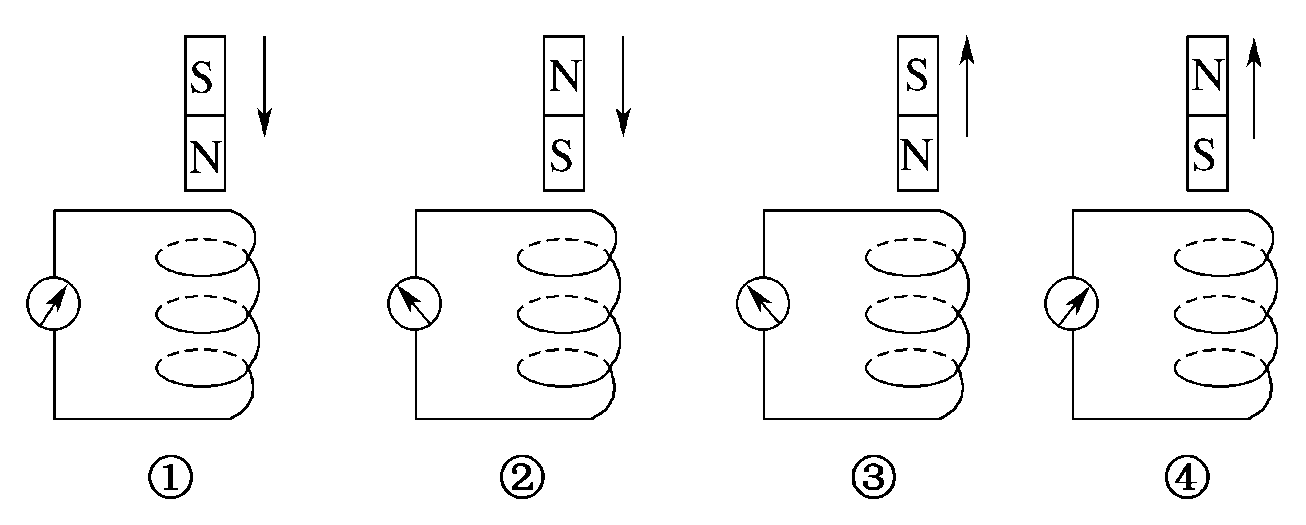 S N S N
N S N S
① ② ③ ④